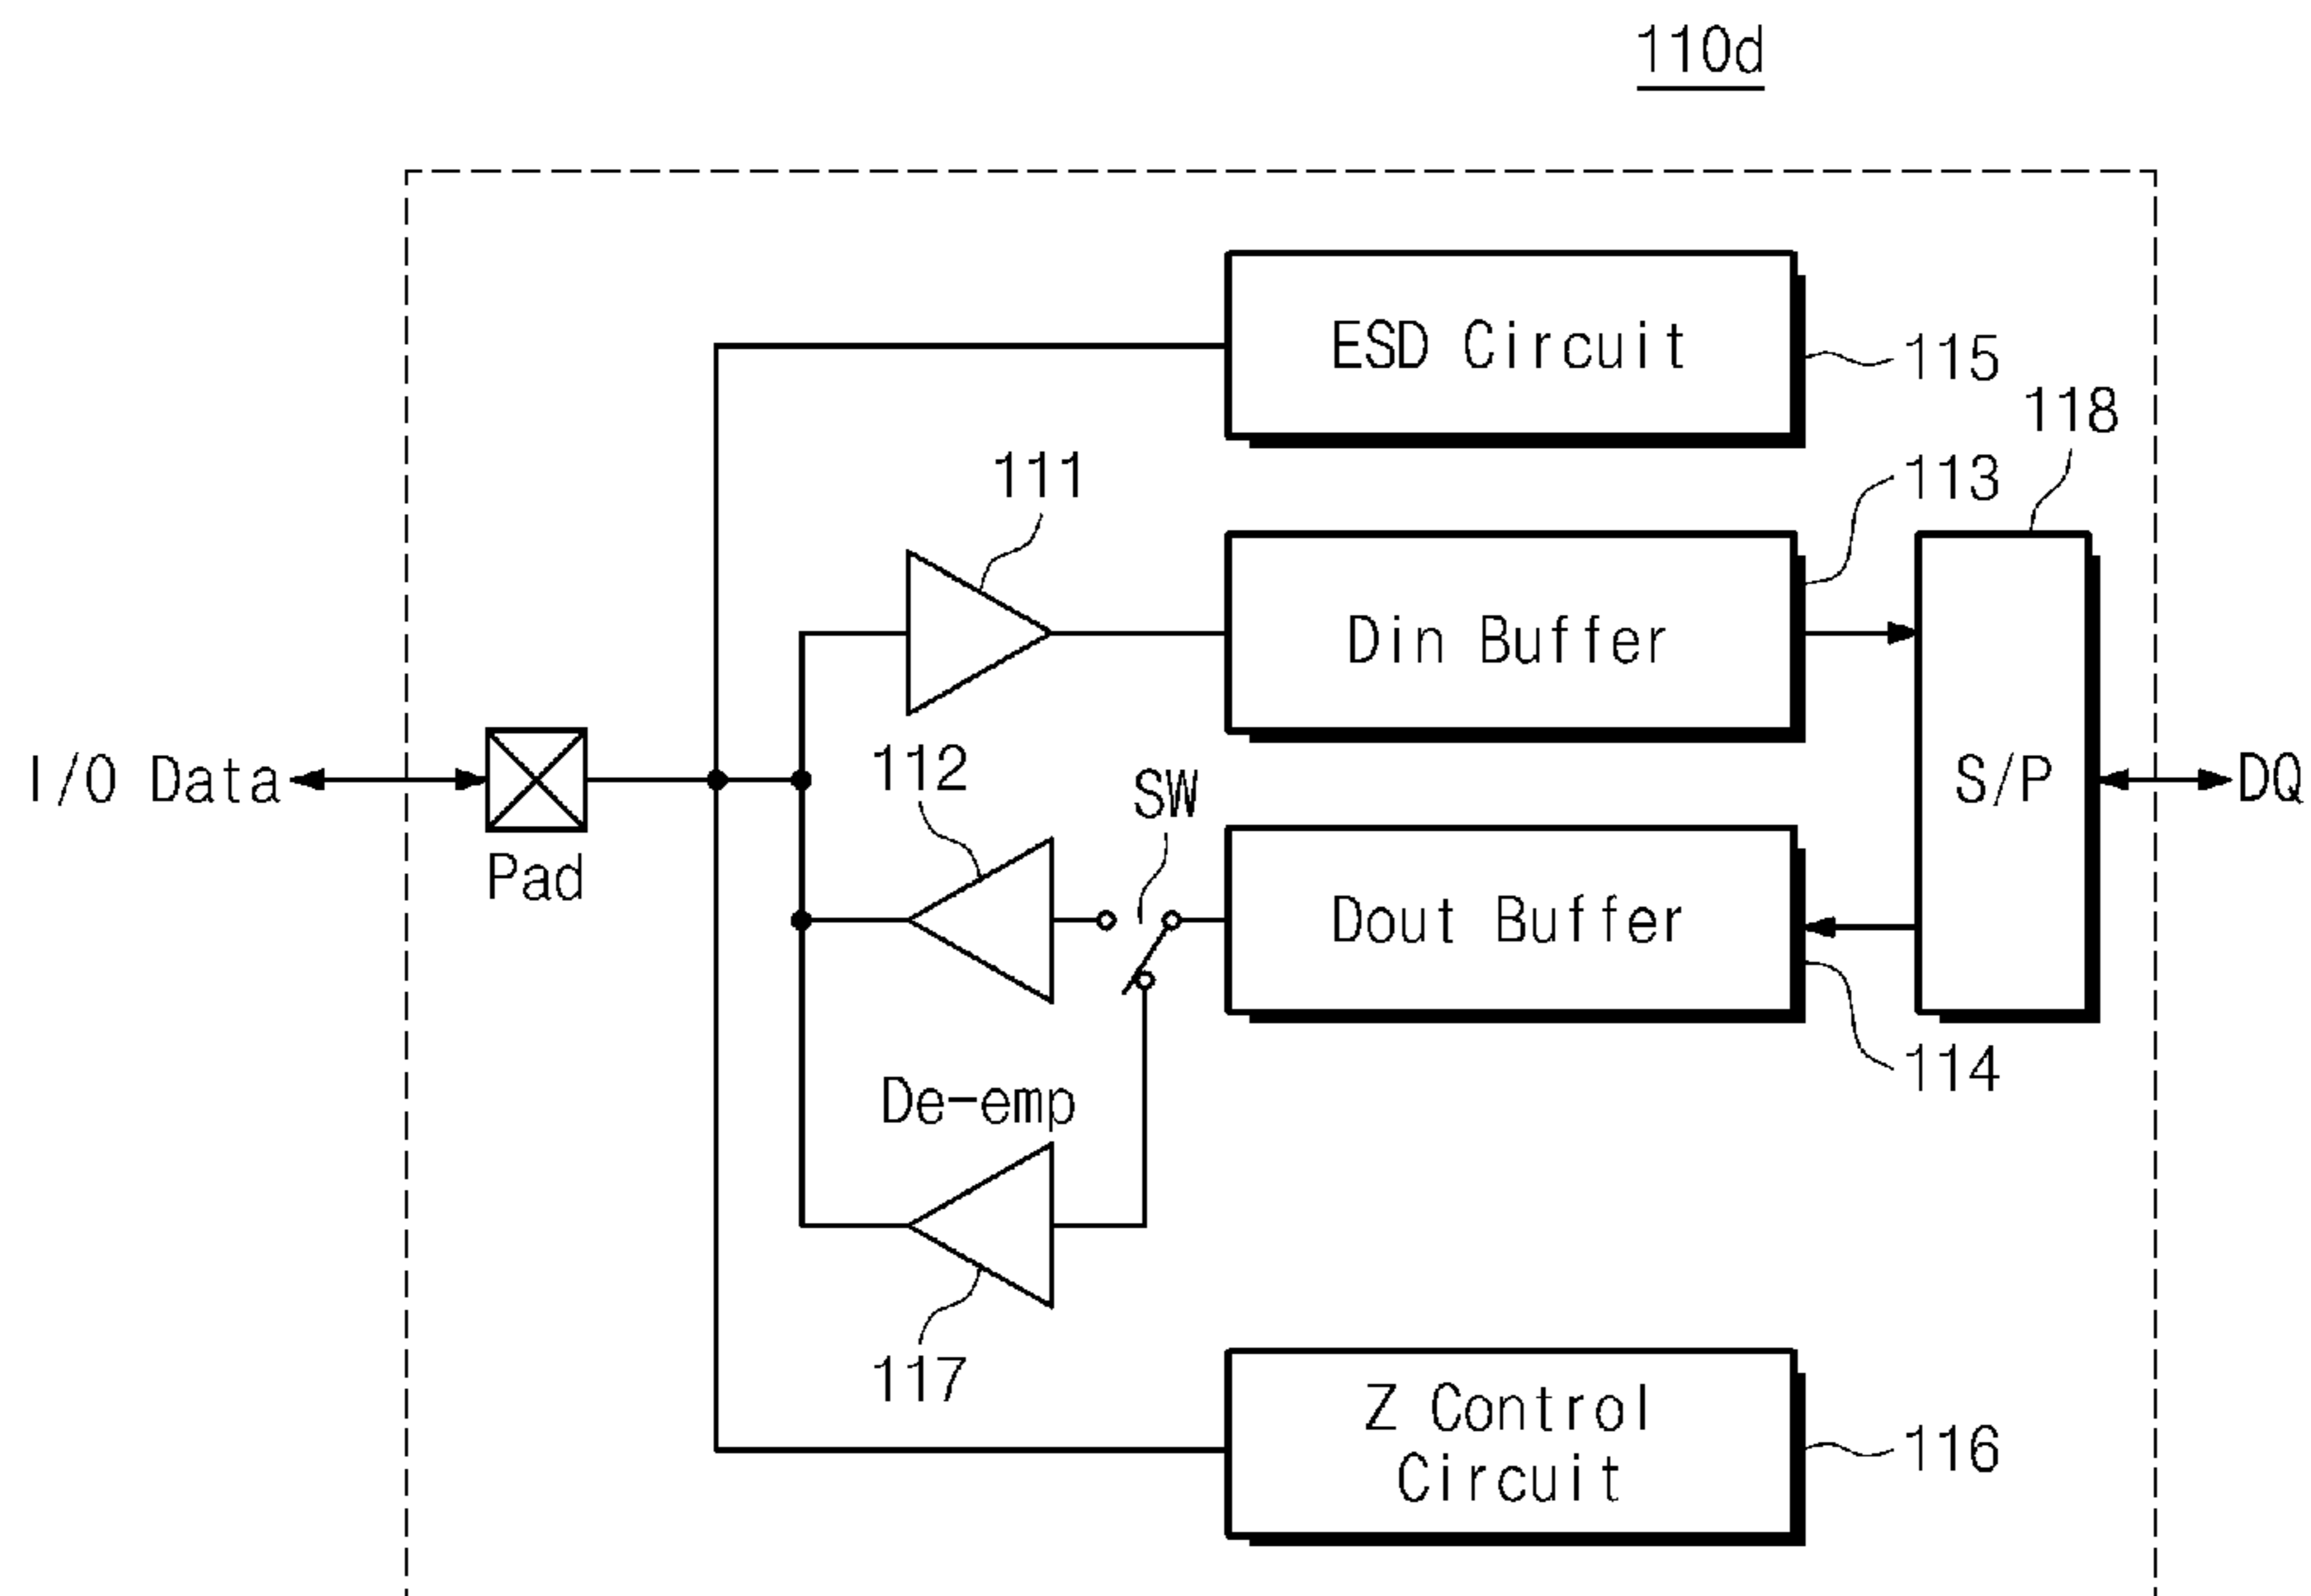 110d
ESD Circuit
115
118
111
113
Din Buffer
I/O Data
Pad
112
SW
S/P
DQ
Dout Buffer
114
De-emp
117
Z Control
Circuit
116